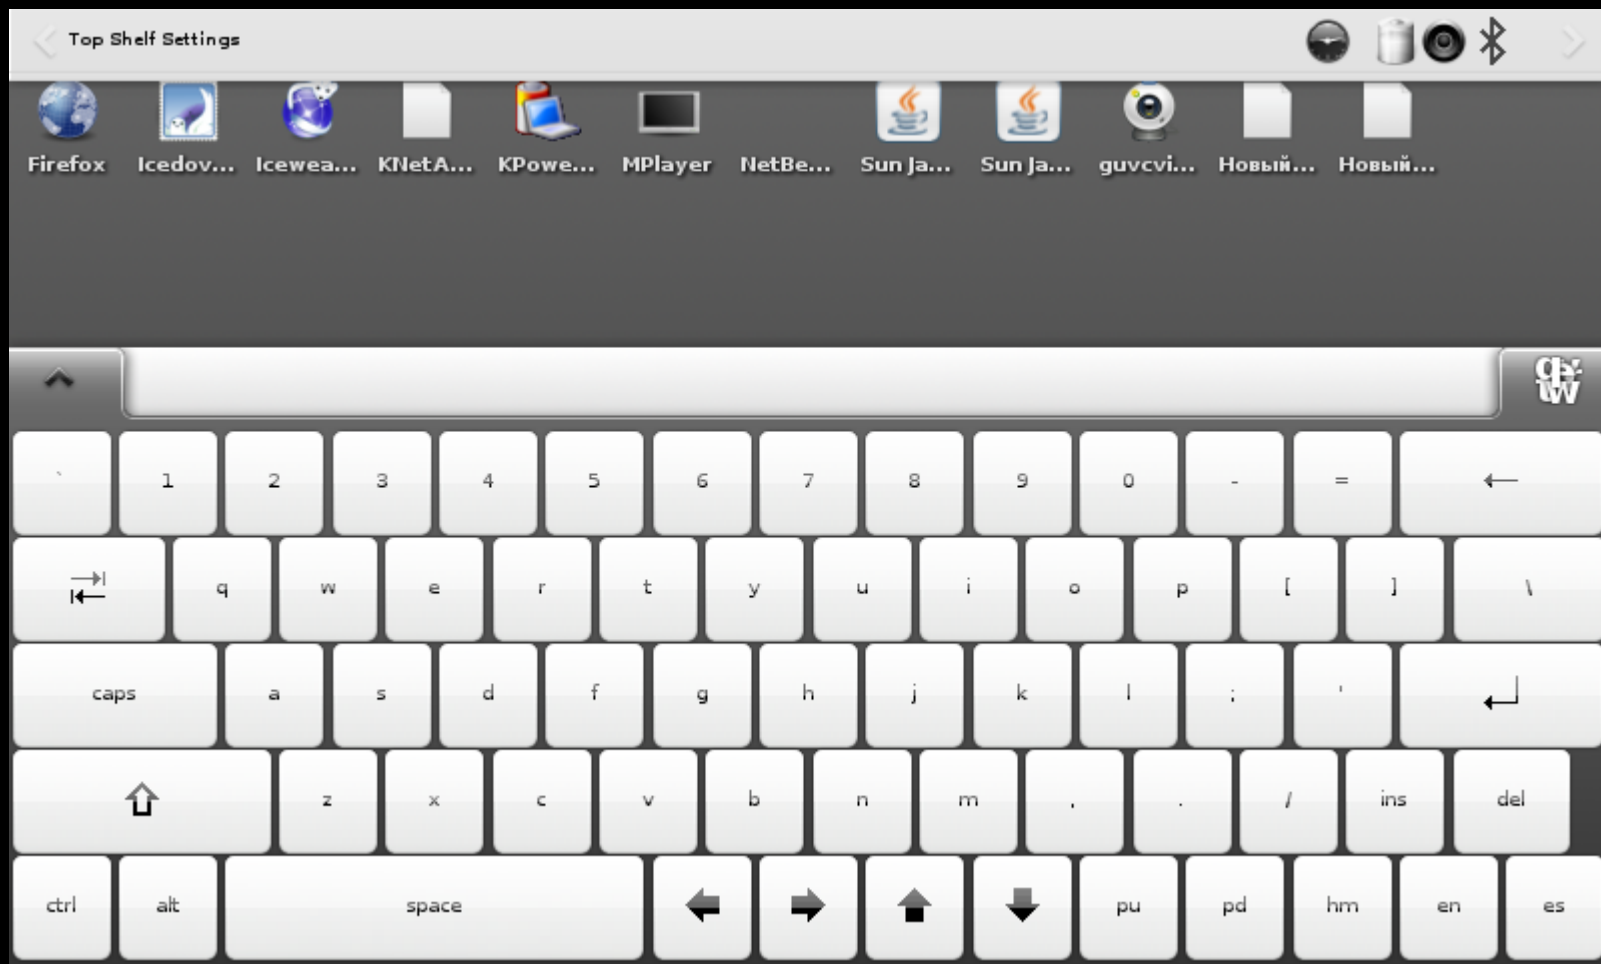 Top Shelf Settings
Firefox Icedov... Icewea... KNetA... KPowe... MPlayer NetBe... Sun Ja... Sun Ja... guvcvi... Новый... Новый...
` 1 2 3 4 5 6 7 8 9 0 - =
q w e r t y u i o p [ ] \
caps a s d f g h j k l ; '
z x c v b n m , . / ins del
ctrl alt space pu pd hm en es